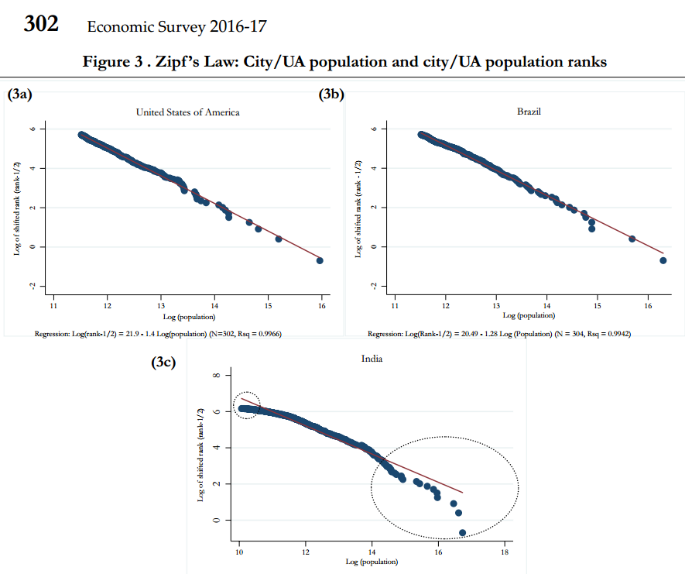 302 Economic Survey 2016-17
Figure 3 . Zipf's Law: City/UA population and city/UA population ranks
(3a)
United States of America
Log of shifted rank (rank-1/2)
6
4
2
0
-2
11 12 13 14 15 16
Log (population)
Regression: Log(rank-1/2) = 21.9 - 1.4 Log(population) (N=302, Rsq = 0.9966)
(3b)
Brazil
Log of shifted rank (rank - 1/2)
6
4
2
0
-2
11 12 13 14 15 16
Log (population)
Regression: Log(Rank-1/2) = 20.49 - 1.28 Log (Population) (N = 304, Rsq = 0.9942)
(3c)
India
Log of shifted rank (rank-1/2)
8
6
4
2
0
10 12 14 16 18
Log (population)